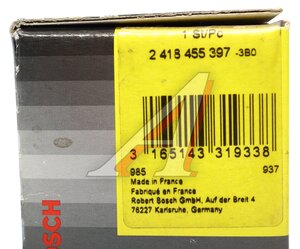 1 St/Pc
2 418 455 397 -3B0
3 165143 319338
985 937
Made in France
Fabriqué en France
Robert Bosch GmbH, Auf der Breit 4
76227 Karlsruhe, Germany
BOSCH